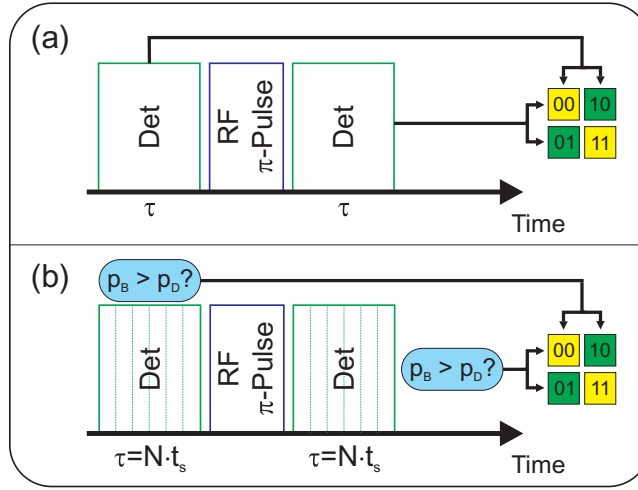 (a)
Det
RF
π-Pulse
Det
00 10
01 11
τ
τ
Time
(b)
p_B > p_D?
Det
RF
π-Pulse
Det
p_B > p_D?
00 10
01 11
τ=N·t_s
τ=N·t_s
Time